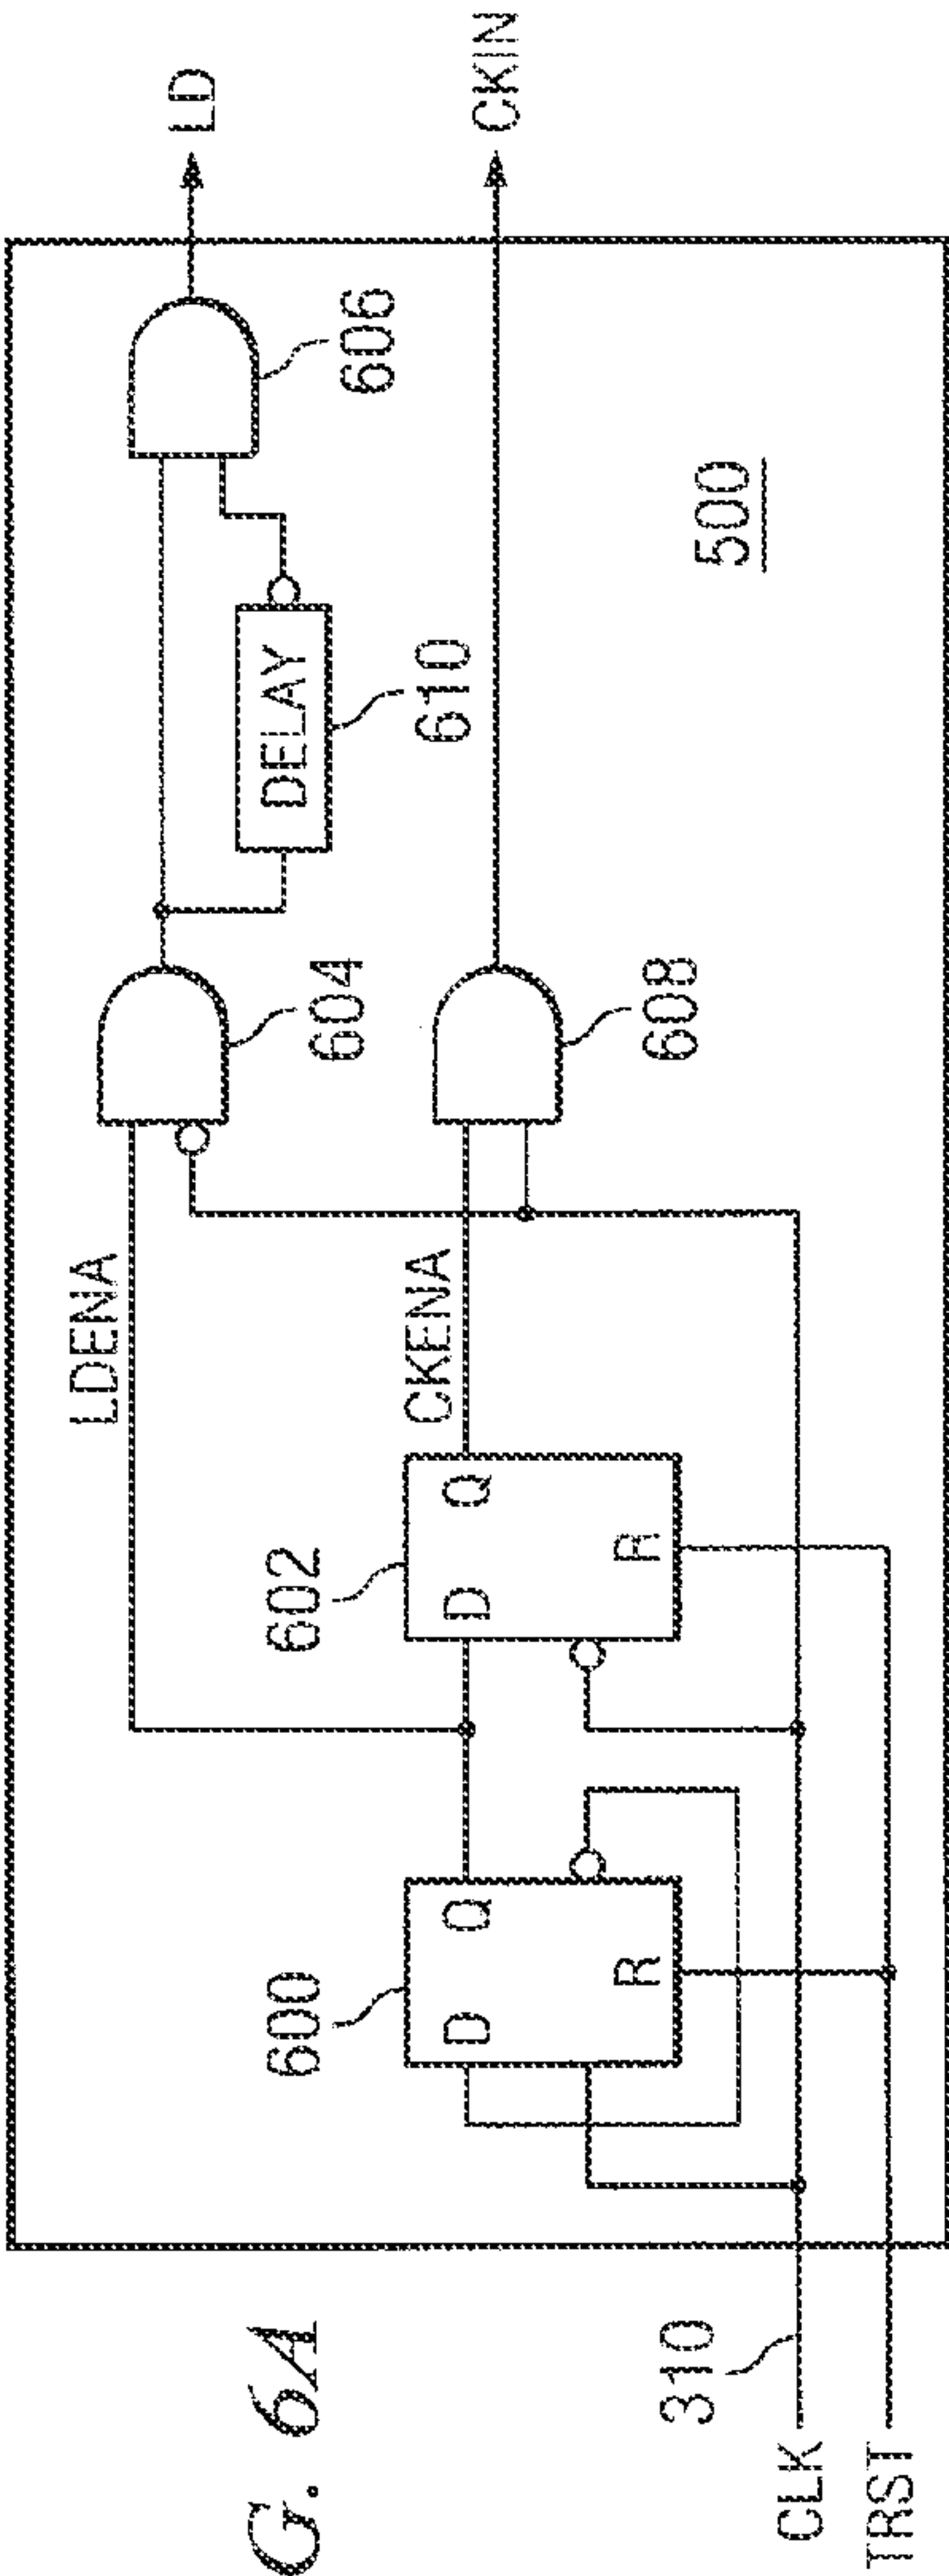 G. 6A
LD
CKIN
606
DELAY
610
500
604
608
LDENA
CKENA
602
D
Q
R
600
D
Q
R
310
CLK
TRST